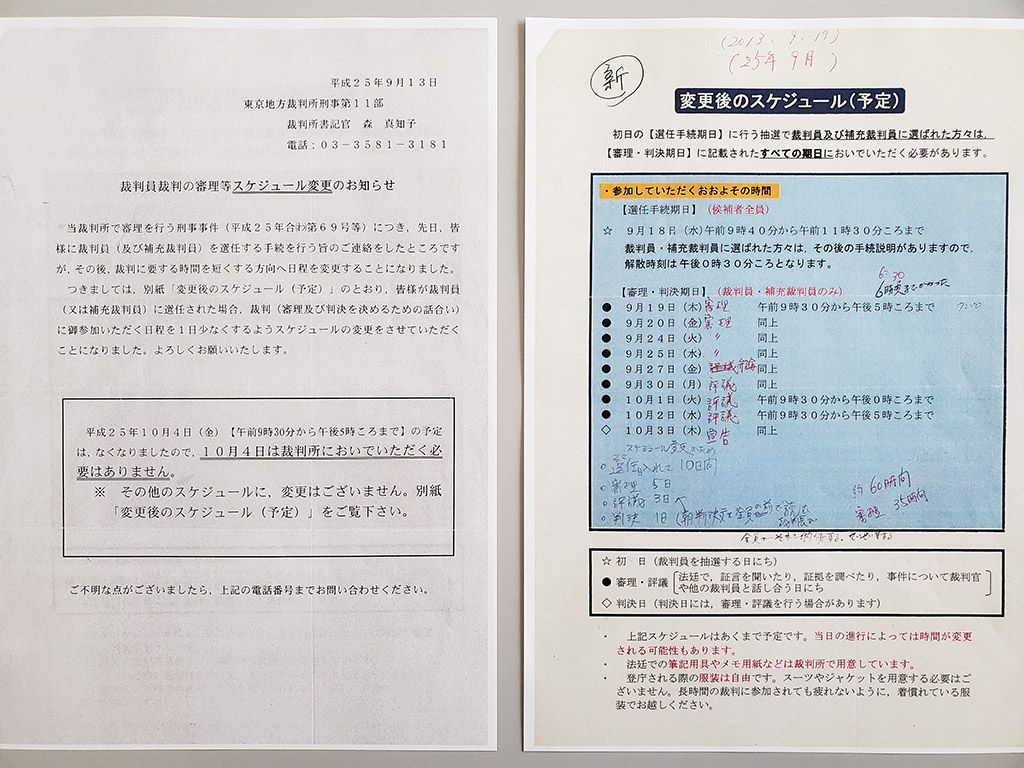 平成２５年９月１３日
東京地方裁判所刑事第１１部
裁判所書記官　森　真知子
電話：０３－３５８１－３１８１
裁判員裁判の審理等スケジュール変更のお知らせ
当裁判所で審理を行う刑事事件（平成２５年合わ第６９号等）につき，先日，皆
様に裁判員（及び補充裁判員）を選任する手続を行う旨のご連絡をしたところです
が，その後，裁判に要する時間を短くする方向へ日程を変更することになりました。
つきましては，別紙「変更後のスケジュール（予定）」のとおり，皆様が裁判員
（又は補充裁判員）に選任された場合，裁判（審理及び判決を決めるための話合い）
に御参加いただく日程を１日少なくするようスケジュールの変更をさせていただく
ことになりました。よろしくお願いいたします。
平成２５年１０月４日（金）【午前9時30分から午後5時ころまで】の予定
は，なくなりましたので，１０月４日は裁判所においでいただく必
要はありません。
※　その他のスケジュールに，変更はございません。別紙
「変更後のスケジュール（予定）」をご覧下さい。
ご不明な点がございましたら，上記の電話番号までお問い合わせください。
(2013. 9. 17)
(25年 9月)
新
変更後のスケジュール（予定）
初日の【選任手続期日】に行う抽選で裁判員及び補充裁判員に選ばれた方々は，
【審理・判決期日】に記載されたすべての期日においでいただく必要があります。
・参加していただくおおよその時間
【選任手続期日】（候補者全員）
☆　９月１８日（水）午前９時４０分から午前１１時３０分ころまで
裁判員・補充裁判員に選ばれた方々は，その後の手続説明がありますので，
解散時刻は午後０時３０分ころとなります。
6:30
【審理・判決期日】（裁判員・補充裁判員のみ）
●　９月１９日（木）審理　午前９時３０分から午後５時ころまで
●　９月２０日（金）審理　同上
●　９月２４日（火）〃　同上
●　９月２５日（水）〃　同上
●　９月２７日（金）　同上
●　９月３０日（月）評議　同上
●　１０月１日（火）評議　午前９時３０分から午後０時ころまで
●　１０月２日（水）評議　午前９時３０分から午後５時ころまで
◇　１０月３日（木）宣告　同上
スケジュール変更のため
選任日入れて 10日間
○ 審理　５日
○ 評議　３日
○ 判決　１日
約 60時間
審理 35時間
☆ 初　日（裁判員を抽選する日にち）
● 審理・評議（法廷で，証言を聞いたり，証拠を調べたり，事件について裁判官
や他の裁判員と話し合う日にち）
◇ 判決日（判決日には，審理・評議を行う場合があります）
・　上記スケジュールはあくまで予定です。当日の進行によっては時間が変更
される可能性もあります。
・　法廷での筆記用具やメモ用紙などは裁判所で用意しています。
・　登庁される際の服装は自由です。スーツやジャケットを用意する必要はご
ざいません。長時間の裁判に参加されても疲れないように，着慣れている服
装でお越しください。